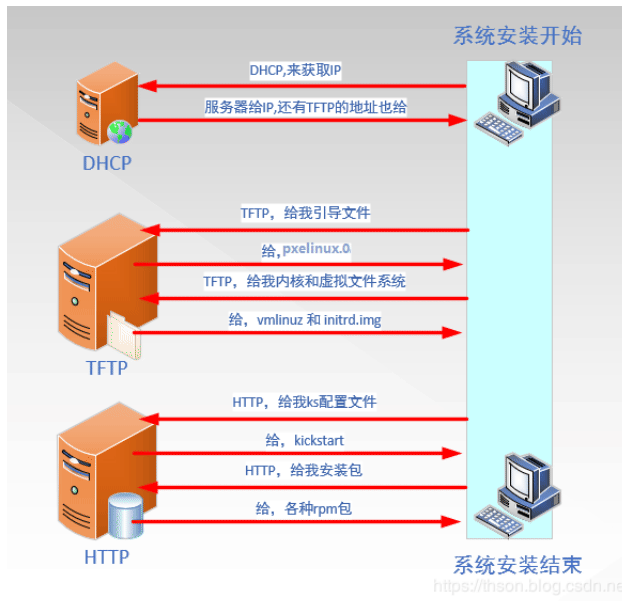 系统安装开始
DHCP,来获取IP
服务器给IP,还有TFTP的地址也给
DHCP
TFTP，给我引导文件
给,pxelinux.0
TFTP，给我内核和虚拟文件系统
给，vmlinuz 和 initrd.img
TFTP
HTTP，给我ks配置文件
给，kickstart
HTTP，给我安装包
给，各种rpm包
HTTP
系统安装结束
https://thson.blog.csdn.ne